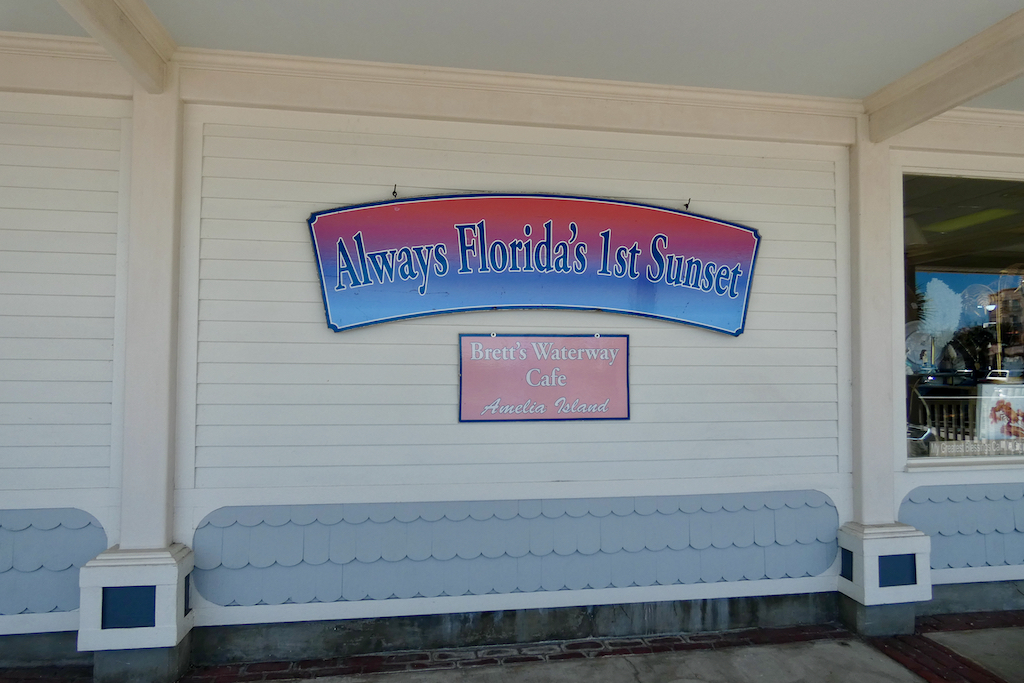 Always Florida's 1st Sunset
Brett's Waterway
Cafe
Amelia Island